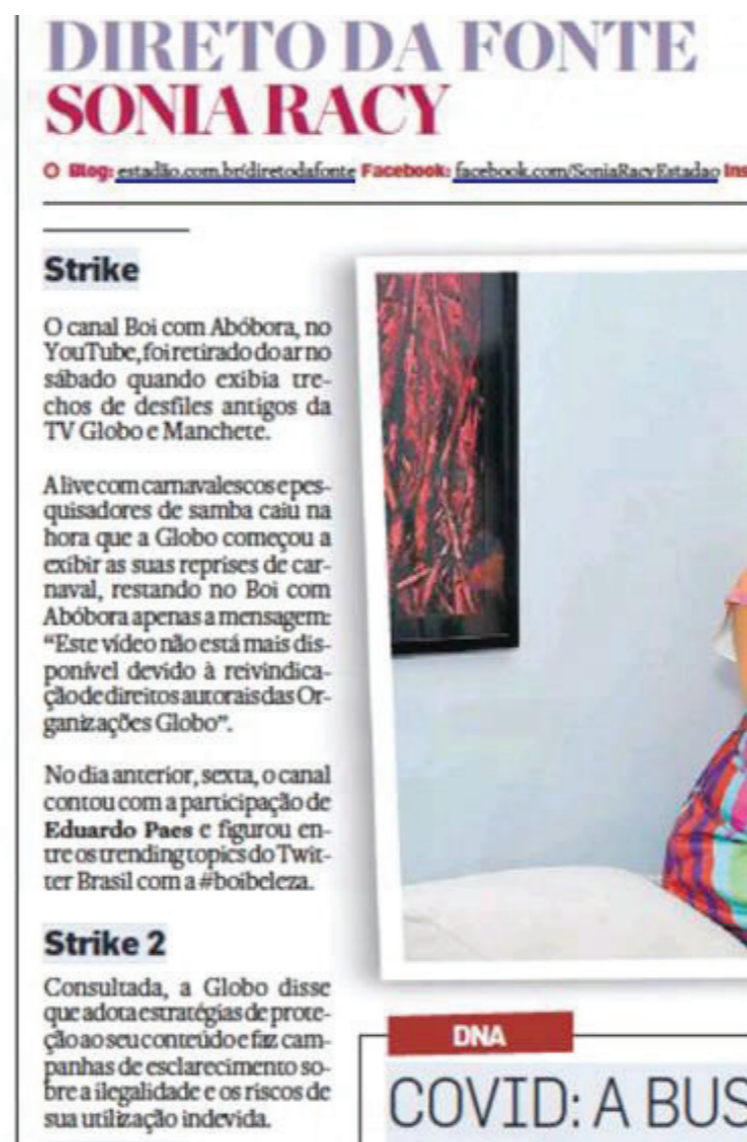 DIRETO DA FONTE
SONIA RACY
Blog: estadão.com.br/diretodafonte Facebook: facebook.com/SoniaRacyEstadao Ins
Strike
O canal Boi com Abóbora, no
YouTube, foi retirado do ar no
sábado quando exibia tre-
chos de desfiles antigos da
TV Globo e Manchete.
A live com carnavalescos e pes-
quisadores de samba caiu na
hora que a Globo começou a
exibir as suas reprises de car-
naval, restando no Boi com
Abóbora apenas a mensagem:
“Este vídeo não está mais dis-
ponível devido à reivindica-
ção de direitos autorais das Or-
ganizações Globo”.
No dia anterior, sexta, o canal
contou com a participação de
Eduardo Paes e figurou en-
tre os trending topics do Twit-
ter Brasil com a #boibeleza.
Strike 2
Consultada, a Globo disse
que adota estratégias de prote-
ção ao seu conteúdo e faz cam-
panhas de esclarecimento so-
bre a ilegalidade e os riscos de
sua utilização indevida.
DNA
COVID: A BUS